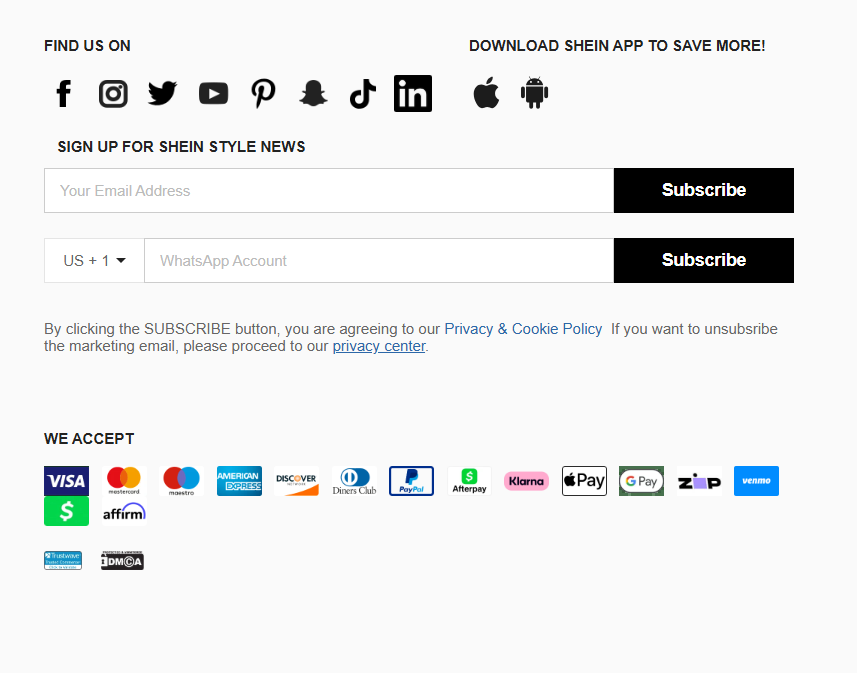 FIND US ON
DOWNLOAD SHEIN APP TO SAVE MORE!
SIGN UP FOR SHEIN STYLE NEWS
Your Email Address
Subscribe
US + 1
WhatsApp Account
Subscribe
By clicking the SUBSCRIBE button, you are agreeing to our Privacy & Cookie Policy If you want to unsubsribe
the marketing email, please proceed to our privacy center.
WE ACCEPT
VISA
mastercard
maestro
AMERICAN
EXPRESS
DISCOVER
Diners Club
PayPal
Afterpay
Klarna
Pay
G Pay
ZIP
venmo
$
affirm
Trustwave
DMCA